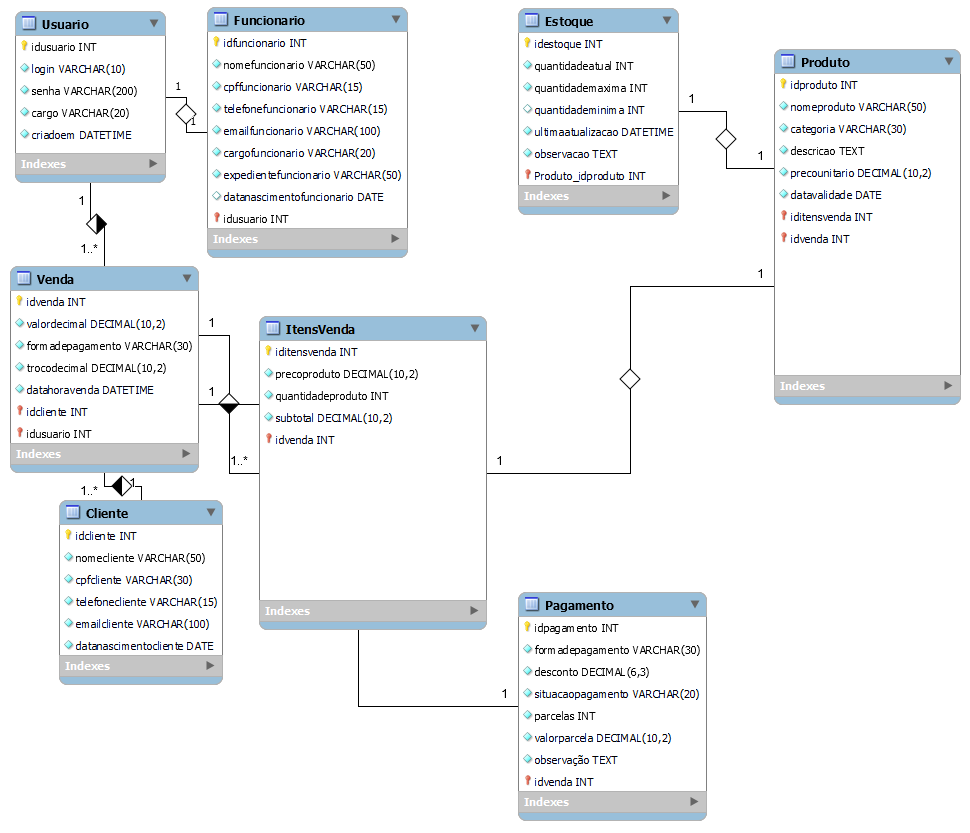 Usuario
idusuario INT
login VARCHAR(10)
senha VARCHAR(200)
cargo VARCHAR(20)
criadoem DATETIME
Indexes
Funcionario
idfuncionario INT
nomefuncionario VARCHAR(50)
cpffuncionario VARCHAR(15)
telefonefuncionario VARCHAR(15)
emailfuncionario VARCHAR(100)
cargofuncionario VARCHAR(20)
expedientefuncionario VARCHAR(50)
datanascimentofuncionario DATE
idusuario INT
Indexes
1
1
Estoque
idestoque INT
quantidadeatual INT
quantidademaxima INT
quantidademinima INT
ultimaatualizacao DATETIME
observacao TEXT
Produto_idproduto INT
Indexes
1
1
Produto
idproduto INT
nomeproduto VARCHAR(50)
categoria VARCHAR(30)
descricao TEXT
precounitario DECIMAL(10,2)
datavalidade DATE
iditensvenda INT
idvenda INT
Indexes
1
1..*
Venda
idvenda INT
valordecimal DECIMAL(10,2)
formadepagamento VARCHAR(30)
trocodecimal DECIMAL(10,2)
datahoravenda DATETIME
idcliente INT
idusuario INT
Indexes
1
1
1..*
ItensVenda
iditensvenda INT
precoproduto DECIMAL(10,2)
quantidadeproduto INT
subtotal DECIMAL(10,2)
idvenda INT
Indexes
1
1
1..*
1
Cliente
idcliente INT
nomecliente VARCHAR(50)
cpfcliente VARCHAR(30)
telefonecliente VARCHAR(15)
emailcliente VARCHAR(100)
datanascimentocliente DATE
Indexes
1
Pagamento
idpagamento INT
formadepagamento VARCHAR(30)
desconto DECIMAL(6,3)
situacaopagamento VARCHAR(20)
parcelas INT
valorparcela DECIMAL(10,2)
observação TEXT
idvenda INT
Indexes